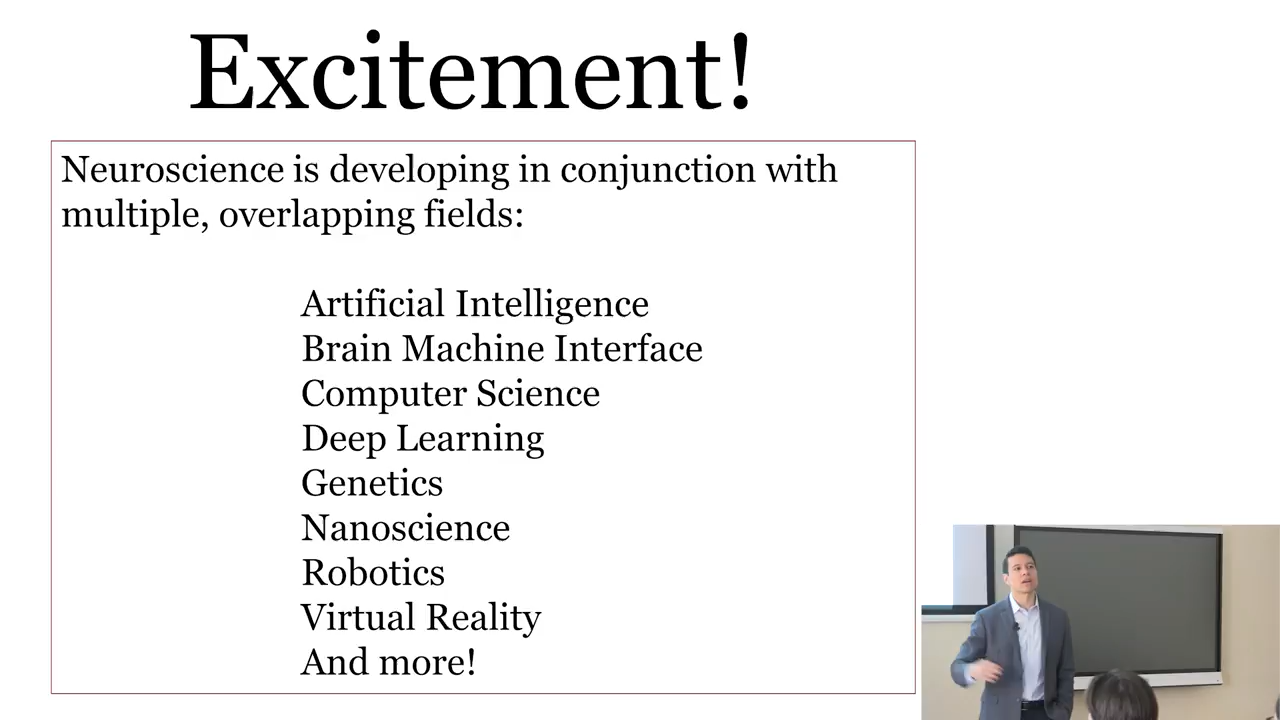 Excitement!
Neuroscience is developing in conjunction with
multiple, overlapping fields:
Artificial Intelligence
Brain Machine Interface
Computer Science
Deep Learning
Genetics
Nanoscience
Robotics
Virtual Reality
And more!